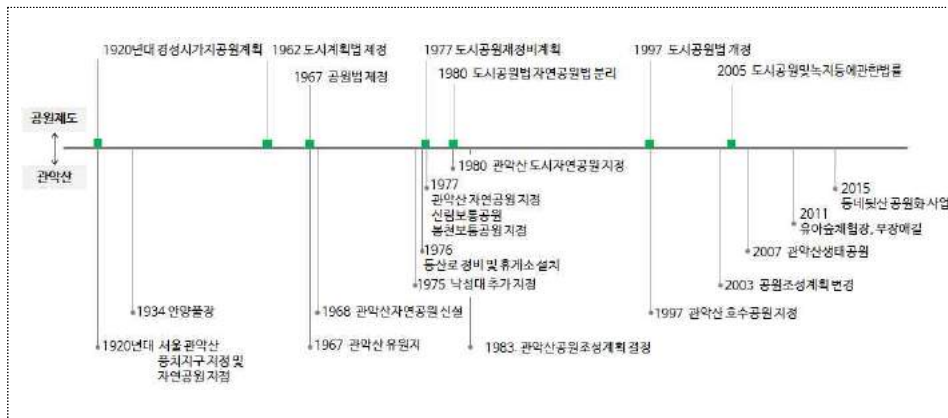 1920년대 경성시가지공원계획
1962 도시계획법 제정
1977 도시공원재정비계획
1997 도시공원법 개정
1967 공원법 제정
1980 도시공원법 자연공원법 분리
2005 도시공원및녹지등에관한법률
공원제도
관악산
1980 관악산 도시자연공원 지정
1977
관악산 자연공원 지정
신림보통공원
봉천보통공원 지정
2015
동네뒷산 공원화 사업
2011
유아숲체험장, 무장애길
1976
등산로 정비 및 휴게소 설치
2007 관악산생태공원
1975 낙성대 추가 지정
2003 공원조성계획 변경
1934 안양풀장
1968 관악산자연공원 신설
1997 관악산 호수공원 지정
1920년대 서울 관악산
풍치지구 지정 및
자연공원 지정
1967 관악산 유원지
1983. 관악산공원조성계획 결정